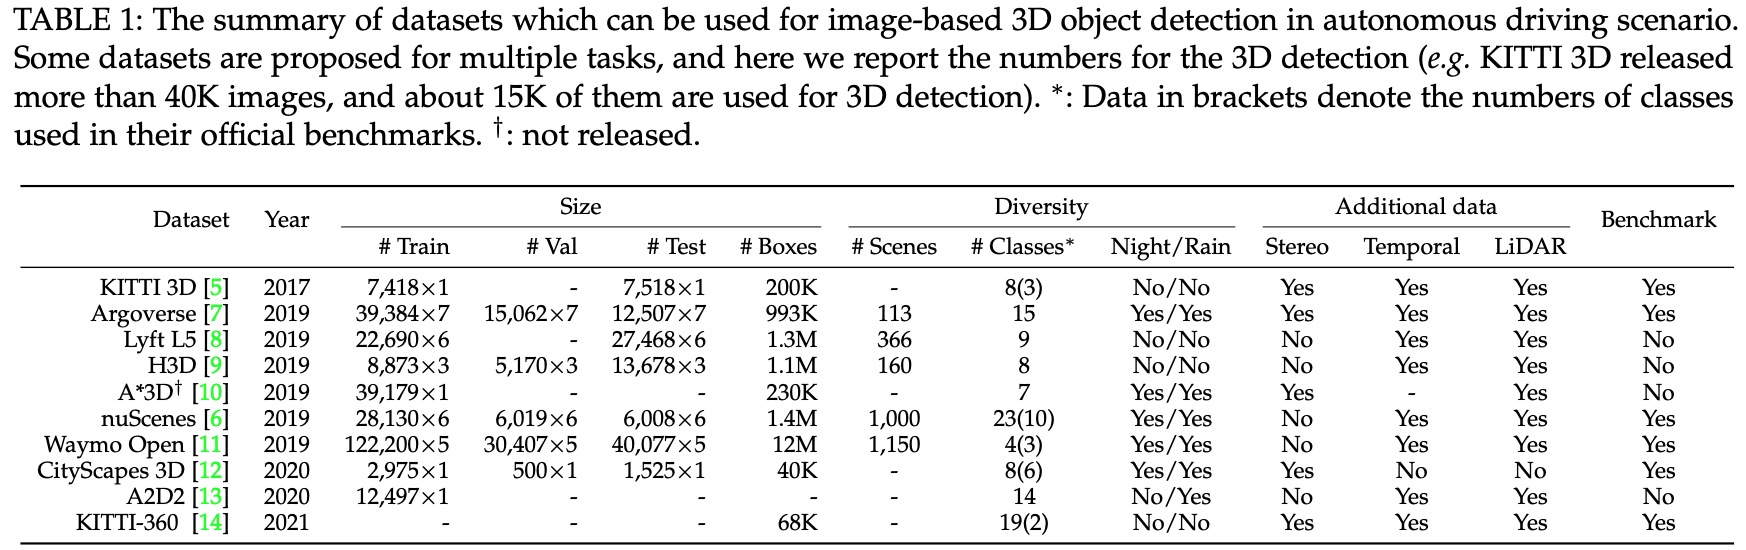 TABLE 1: The summary of datasets which can be used for image-based 3D object detection in autonomous driving scenario.
Some datasets are proposed for multiple tasks, and here we report the numbers for the 3D detection (e.g. KITTI 3D released
more than 40K images, and about 15K of them are used for 3D detection). *: Data in brackets denote the numbers of classes
used in their official benchmarks. †: not released.
Dataset Year Size Diversity Additional data Benchmark
# Train # Val # Test # Boxes # Scenes # Classes* Night/Rain Stereo Temporal LiDAR
KITTI 3D [5] 2017 7,418×1 - 7,518×1 200K - 8(3) No/No Yes Yes Yes Yes
Argoverse [7] 2019 39,384×7 15,062×7 12,507×7 993K 113 15 Yes/Yes Yes Yes Yes Yes
Lyft L5 [8] 2019 22,690×6 - 27,468×6 1.3M 366 9 No/No No Yes Yes No
H3D [9] 2019 8,873×3 5,170×3 13,678×3 1.1M 160 8 No/No No Yes Yes No
A*3D† [10] 2019 39,179×1 - - 230K - 7 Yes/Yes Yes - Yes No
nuScenes [6] 2019 28,130×6 6,019×6 6,008×6 1.4M 1,000 23(10) Yes/Yes No Yes Yes Yes
Waymo Open [11] 2019 122,200×5 30,407×5 40,077×5 12M 1,150 4(3) Yes/Yes No Yes Yes Yes
CityScapes 3D [12] 2020 2,975×1 500×1 1,525×1 40K - 8(6) Yes/Yes Yes No No Yes
A2D2 [13] 2020 12,497×1 - - - - 14 No/Yes No Yes Yes No
KITTI-360 [14] 2021 - - - 68K - 19(2) No/No Yes Yes Yes Yes